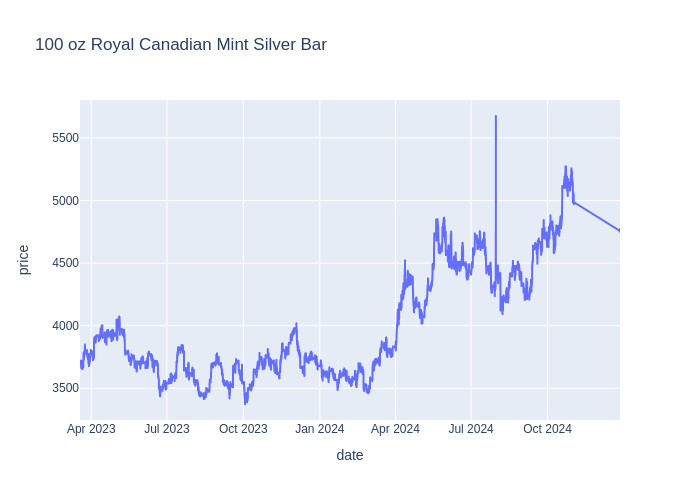 100 oz Royal Canadian Mint Silver Bar
5500
5000
4500
4000
3500
price
Apr 2023 Jul 2023 Oct 2023 Jan 2024 Apr 2024 Jul 2024 Oct 2024
date